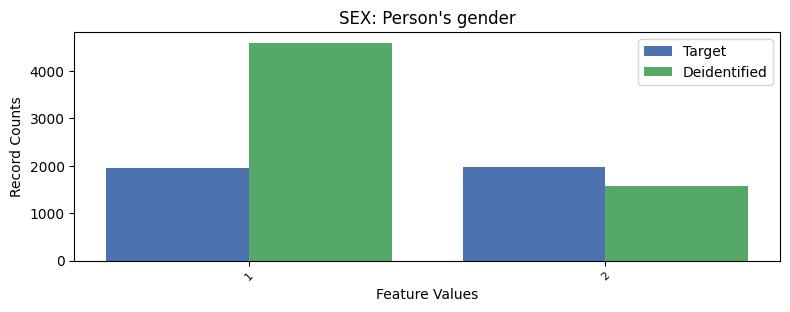 SEX: Person's gender
Target
Deidentified
Record Counts
4000
3000
2000
1000
0
1
2
Feature Values